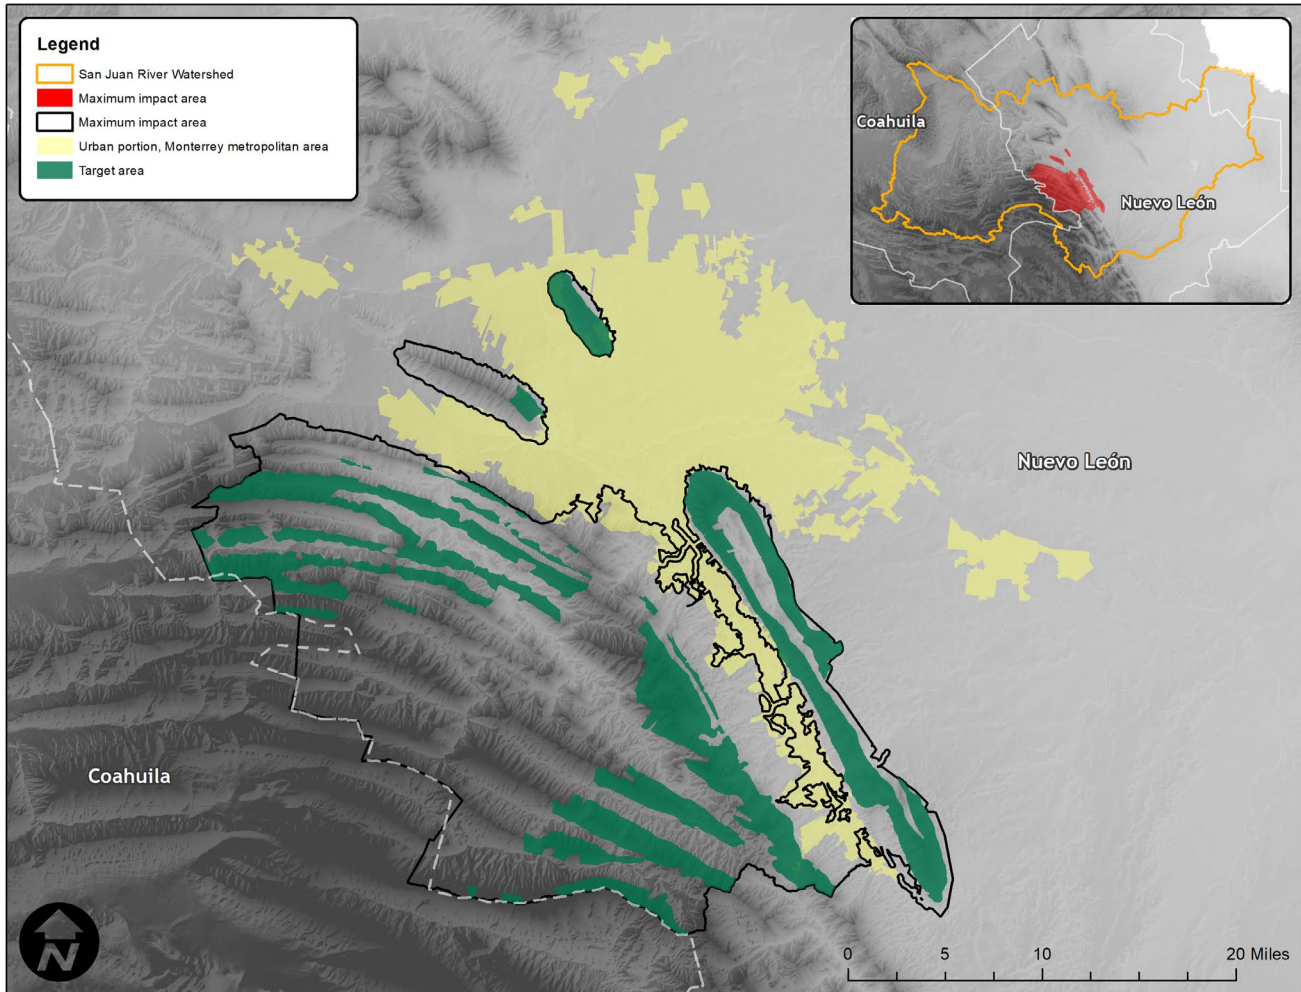 Legend
San Juan River Watershed
Maximum impact area
Maximum impact area
Urban portion, Monterrey metropolitan area
Target area
Coahuila
Nuevo León
Nuevo León
Coahuila
N
0 5 10 20 Miles